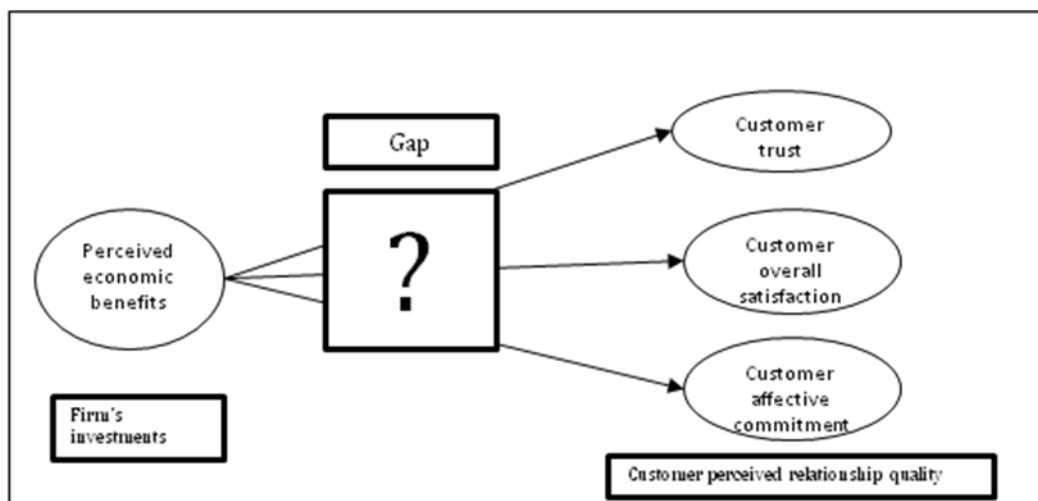 Gap
?
Perceived
economic
benefits
Customer
trust
Customer
overall
satisfaction
Customer
affective
commitment
Firm's
investments
Customer perceived relationship quality